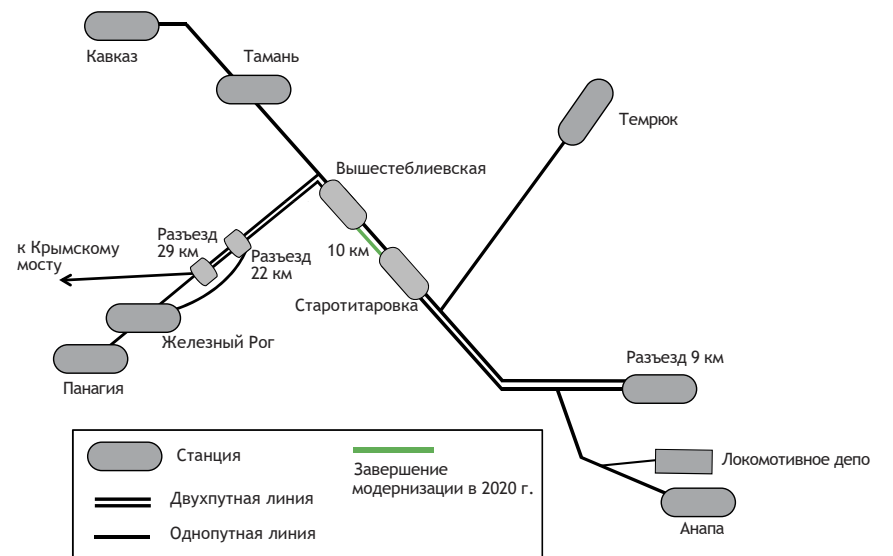 Кавказ
Тамань
Темрюк
Вышестеблиевская
Разъезд
29 км
к Крымскому
мосту
Разъезд
22 км
10 км
Старотитаровка
Железный Рог
Разъезд 9 км
Панагия
Станция
Завершение
модернизации в 2020 г.
Двухпутная линия
Однопутная линия
Локомотивное депо
Анапа